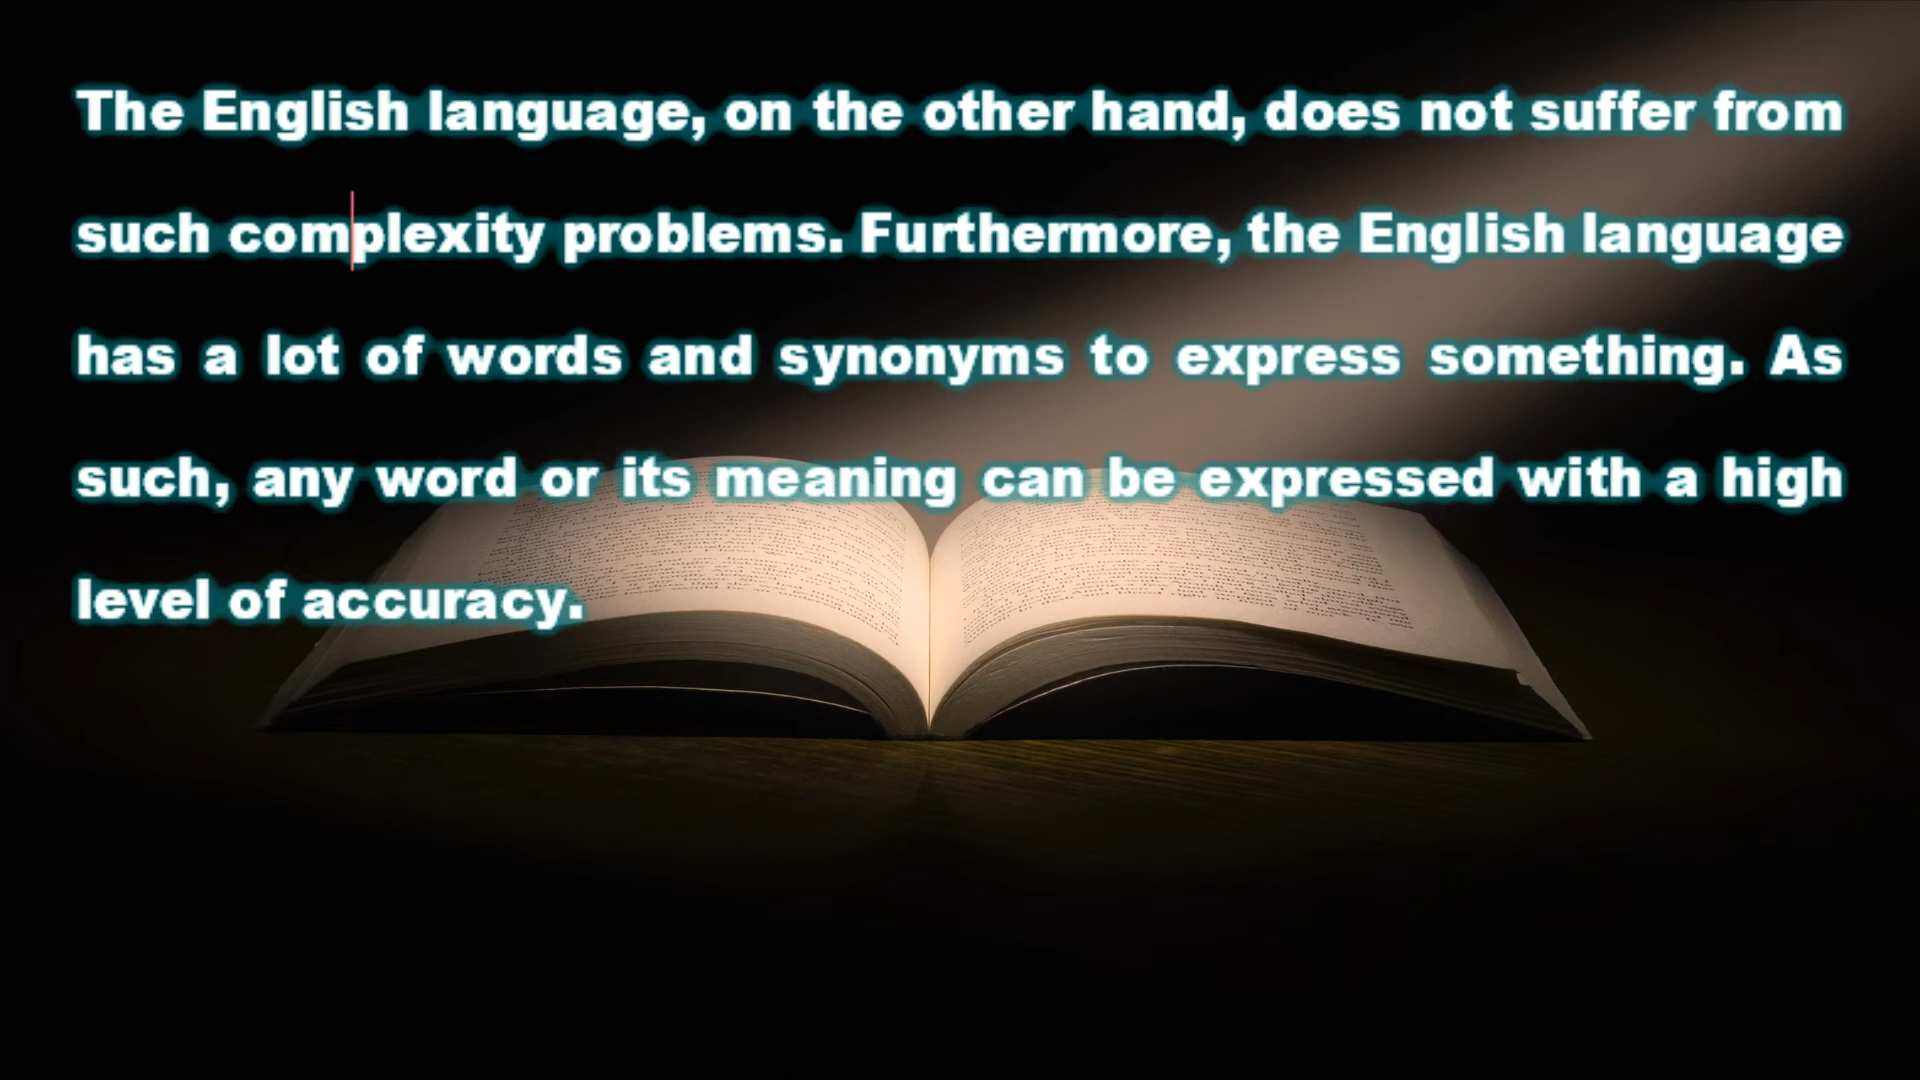 The English language, on the other hand, does not suffer from
such complexity problems. Furthermore, the English language
has a lot of words and synonyms to express something. As
such, any word or its meaning can be expressed with a high
level of accuracy.